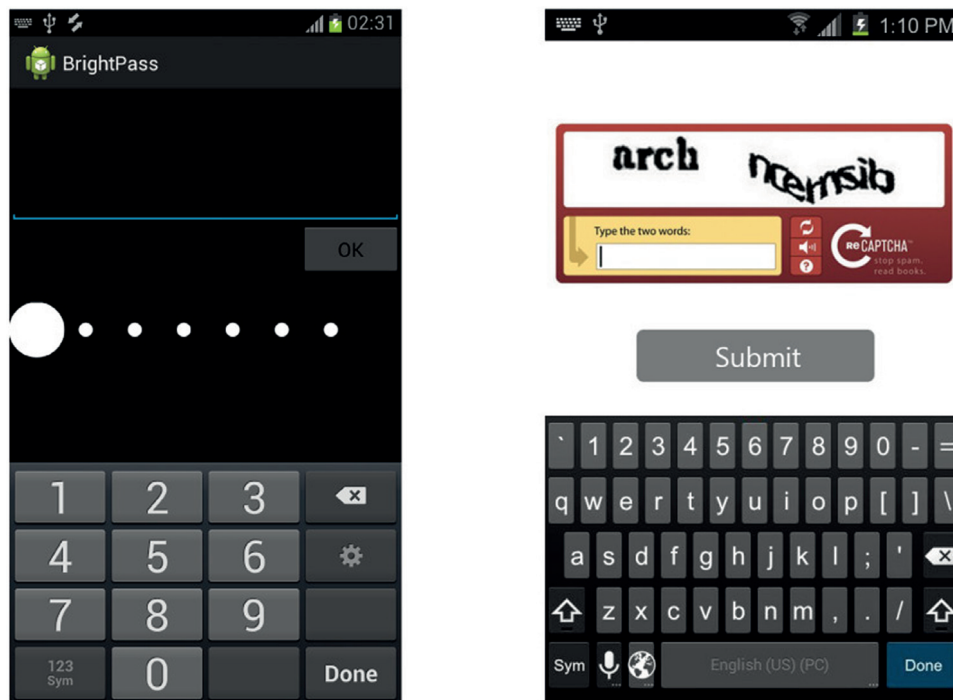 02:31
BrightPass
OK
1 2 3
4 5 6
7 8 9
123
Sym
0 Done
1:10 PM
arch ncemsib
Type the two words:
reCAPTCHA™
stop spam.
read books.
Submit
` 1 2 3 4 5 6 7 8 9 0 - =
q w e r t y u i o p [ ] \
a s d f g h j k l ; '
z x c v b n m , . /
Sym English (US) (PC) Done